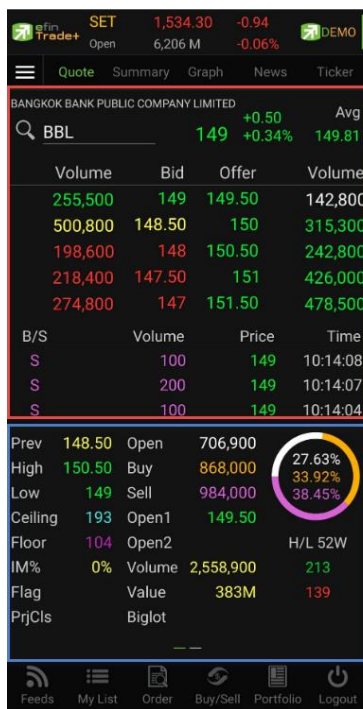 efin Trade+ SET 1,534.30 -0.94 DEMO
Open 6,206 M -0.06%
Quote Summary Graph News Ticker
BANGKOK BANK PUBLIC COMPANY LIMITED
BBL 149 +0.50 +0.34% Avg 149.81
Volume Bid Offer Volume
255,500 149 149.50 142,800
500,800 148.50 150 315,300
198,600 148 150.50 242,800
218,400 147.50 151 426,000
274,800 147 151.50 478,500
B/S Volume Price Time
S 100 149 10:14:08
S 200 149 10:14:07
S 100 149 10:14:04
Prev 148.50 Open 706,900 27.63%
High 150.50 Buy 868,000 33.92%
Low 149 Sell 984,000 38.45%
Ceiling 193 Open1 149.50
Floor 104 Open2 H/L 52W
IM% 0% Volume 2,558,900 213
Flag Value 383M 139
PrjCls Biglot
Feeds My List Order Buy/Sell Portfolio Logout